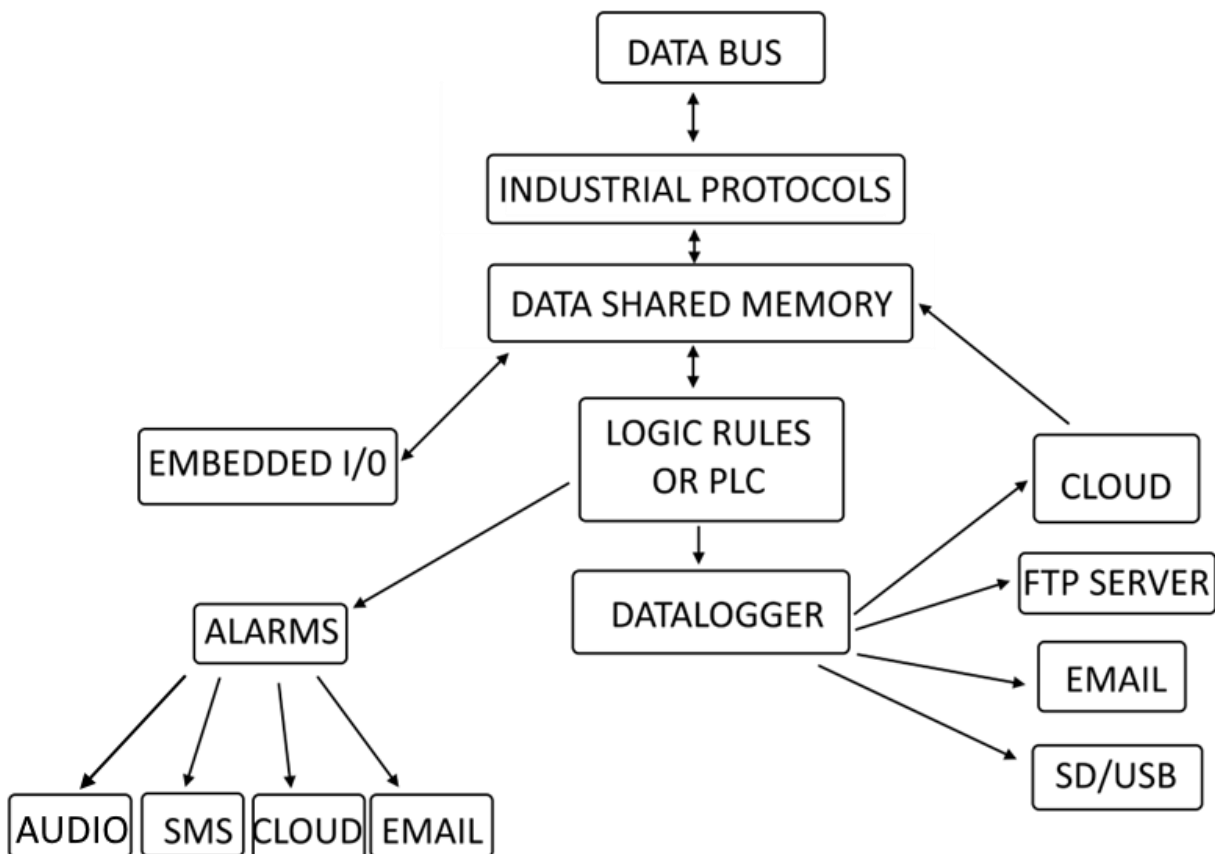 DATA BUS
INDUSTRIAL PROTOCOLS
DATA SHARED MEMORY
EMBEDDED I/0
LOGIC RULES
OR PLC
CLOUD
FTP SERVER
DATALOGGER
ALARMS
EMAIL
SD/USB
AUDIO
SMS
CLOUD
EMAIL